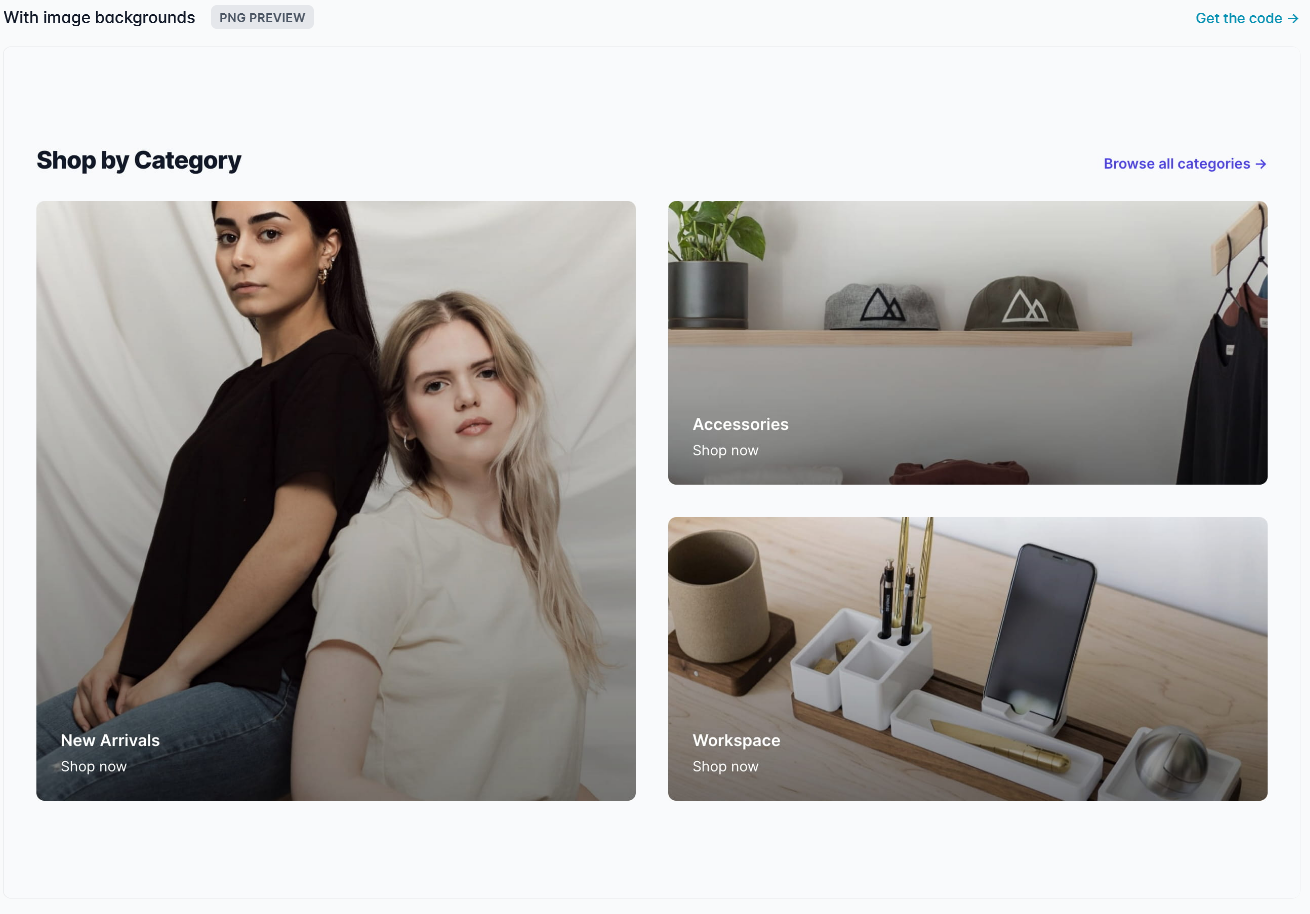 With image backgrounds PNG PREVIEW Get the code →
Shop by Category Browse all categories →
Accessories
Shop now
New Arrivals
Shop now
Workspace
Shop now